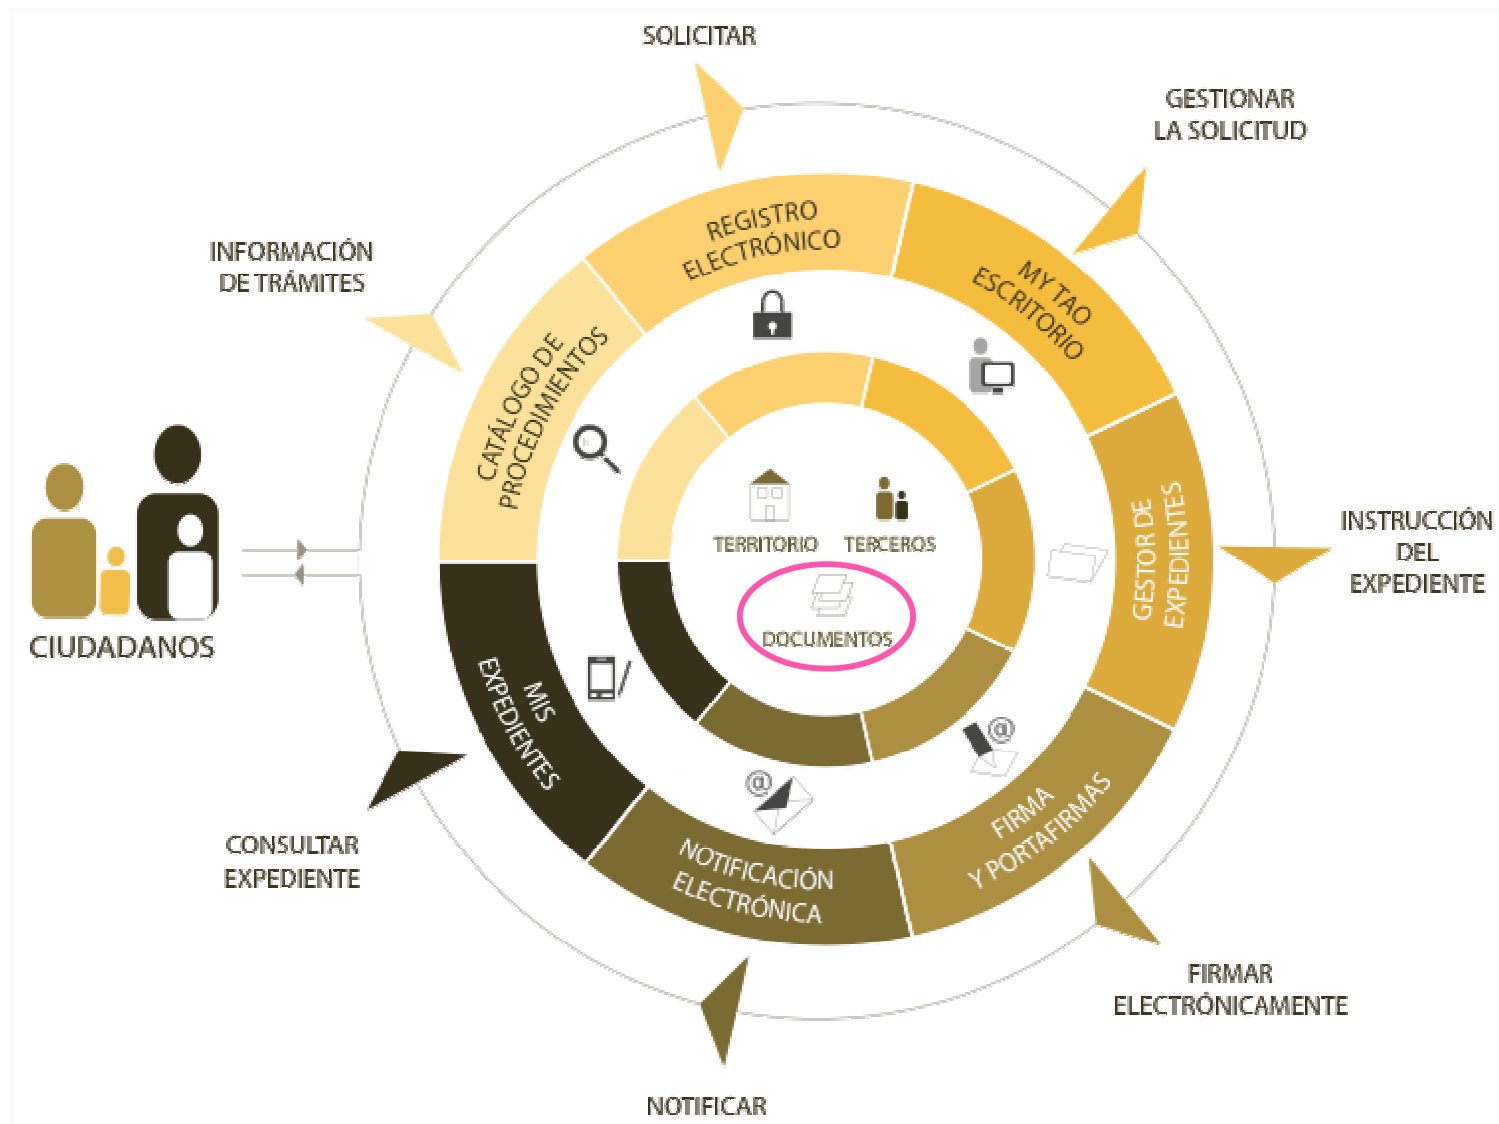 SOLICITAR
GESTIONAR
LA SOLICITUD
INFORMACIÓN
DE TRÁMITES
REGISTRO
ELECTRÓNICO
MY TAO
ESCRITORIO
CATÁLOGO DE
PROCEDIMIENTOS
GESTOR DE
EXPEDIENTES
INSTRUCCIÓN
DEL
EXPEDIENTE
TERRITORIO
TERCEROS
DOCUMENTOS
CIUDADANOS
MIS
EXPEDIENTES
@
@
FIRMA
Y PORTAFIRMAS
NOTIFICACIÓN
ELECTRÓNICA
CONSULTAR
EXPEDIENTE
FIRMAR
ELECTRÓNICAMENTE
NOTIFICAR